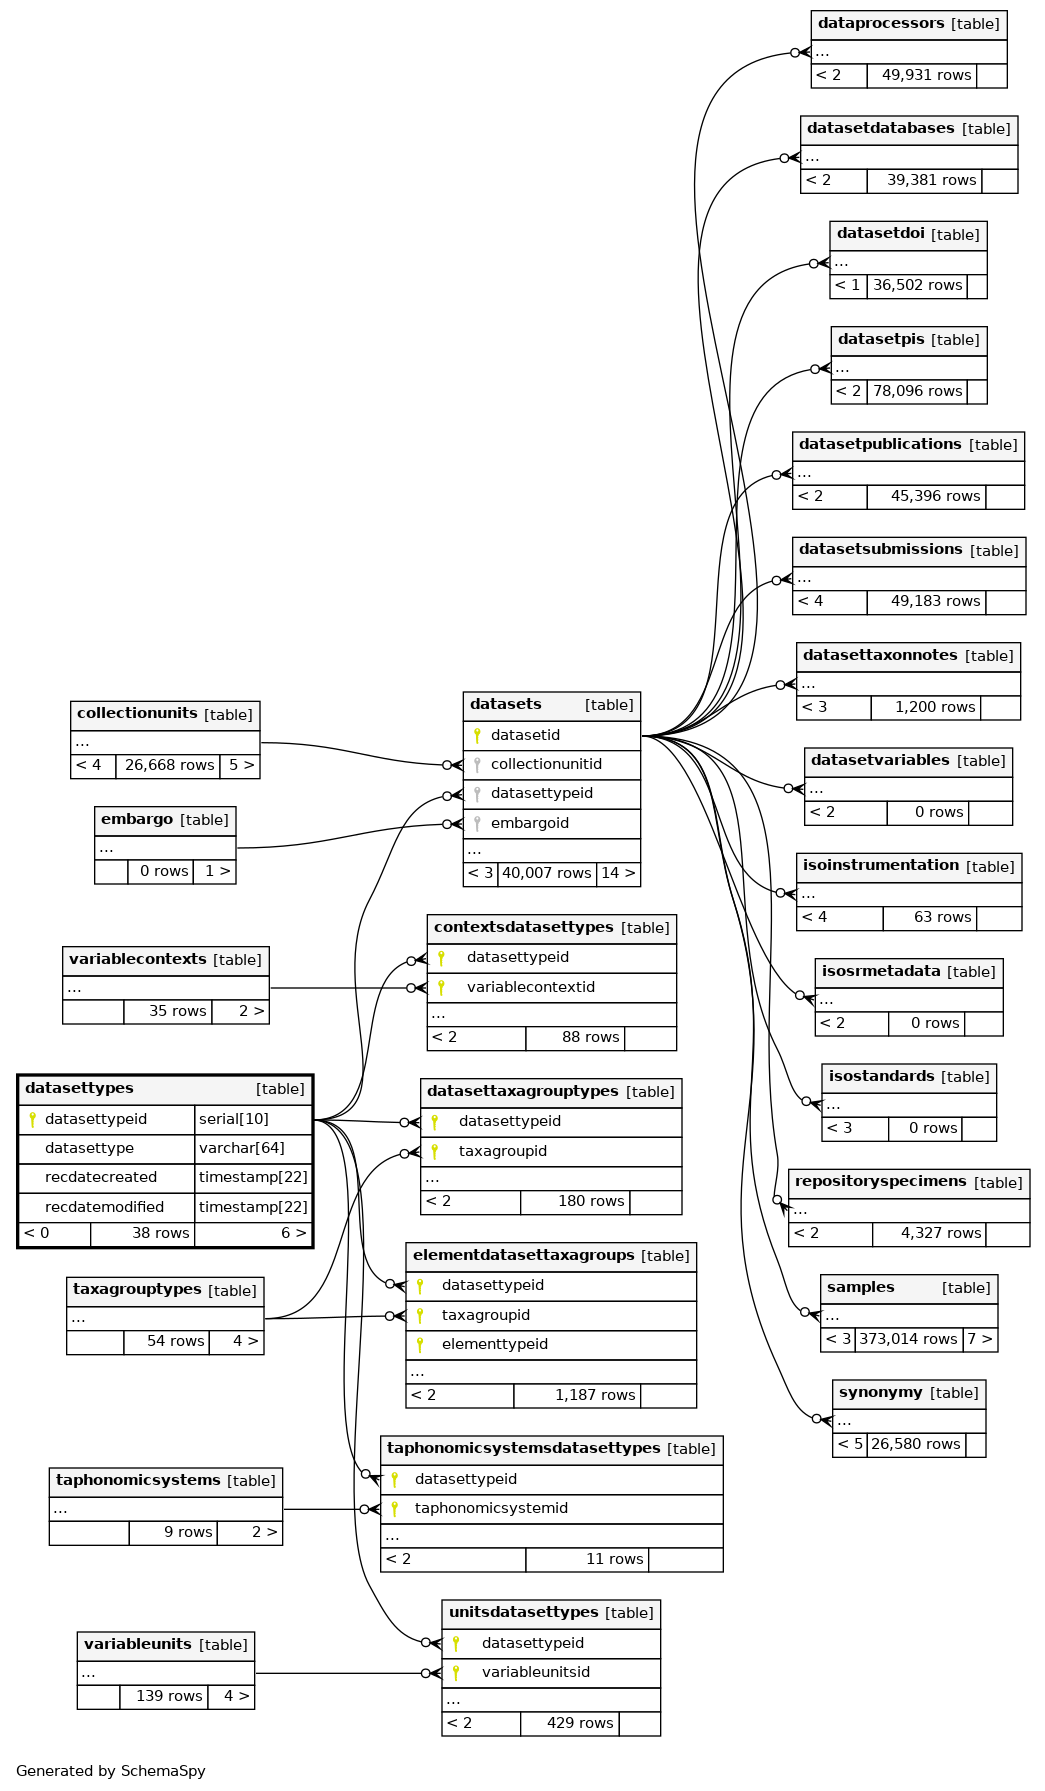 dataprocessors [table]
...
< 2 49,931 rows
datasetdatabases [table]
...
< 2 39,381 rows
datasetdoi [table]
...
< 1 36,502 rows
datasetpis [table]
...
< 2 78,096 rows
datasetpublications [table]
...
< 2 45,396 rows
datasetsubmissions [table]
...
< 4 49,183 rows
datasettaxonnotes [table]
...
< 3 1,200 rows
datasetvariables [table]
...
< 2 0 rows
isoinstrumentation [table]
...
< 4 63 rows
isosrmetadata [table]
...
< 2 0 rows
isostandards [table]
...
< 3 0 rows
repositoryspecimens [table]
...
< 2 4,327 rows
samples [table]
...
< 3 373,014 rows 7 >
synonymy [table]
...
< 5 26,580 rows
datasets [table]
datasetid
collectionunitid
datasettypeid
embargoid
...
< 3 40,007 rows 14 >
contextsdatasettypes [table]
datasettypeid
variablecontextid
...
< 2 88 rows
datasettaxagrouptypes [table]
datasettypeid
taxagroupid
...
< 2 180 rows
elementdatasettaxagroups [table]
datasettypeid
taxagroupid
elementtypeid
...
< 2 1,187 rows
taphonomicsystemsdatasettypes [table]
datasettypeid
taphonomicsystemid
...
< 2 11 rows
unitsdatasettypes [table]
datasettypeid
variableunitsid
...
< 2 429 rows
collectionunits [table]
...
< 4 26,668 rows 5 >
embargo [table]
...
0 rows 1 >
variablecontexts [table]
...
35 rows 2 >
datasettypes [table]
datasettypeid serial[10]
datasettype varchar[64]
recdatecreated timestamp[22]
recdatemodified timestamp[22]
< 0 38 rows 6 >
taxagrouptypes [table]
...
54 rows 4 >
taphonomicsystems [table]
...
9 rows 2 >
variableunits [table]
...
139 rows 4 >
Generated by SchemaSpy